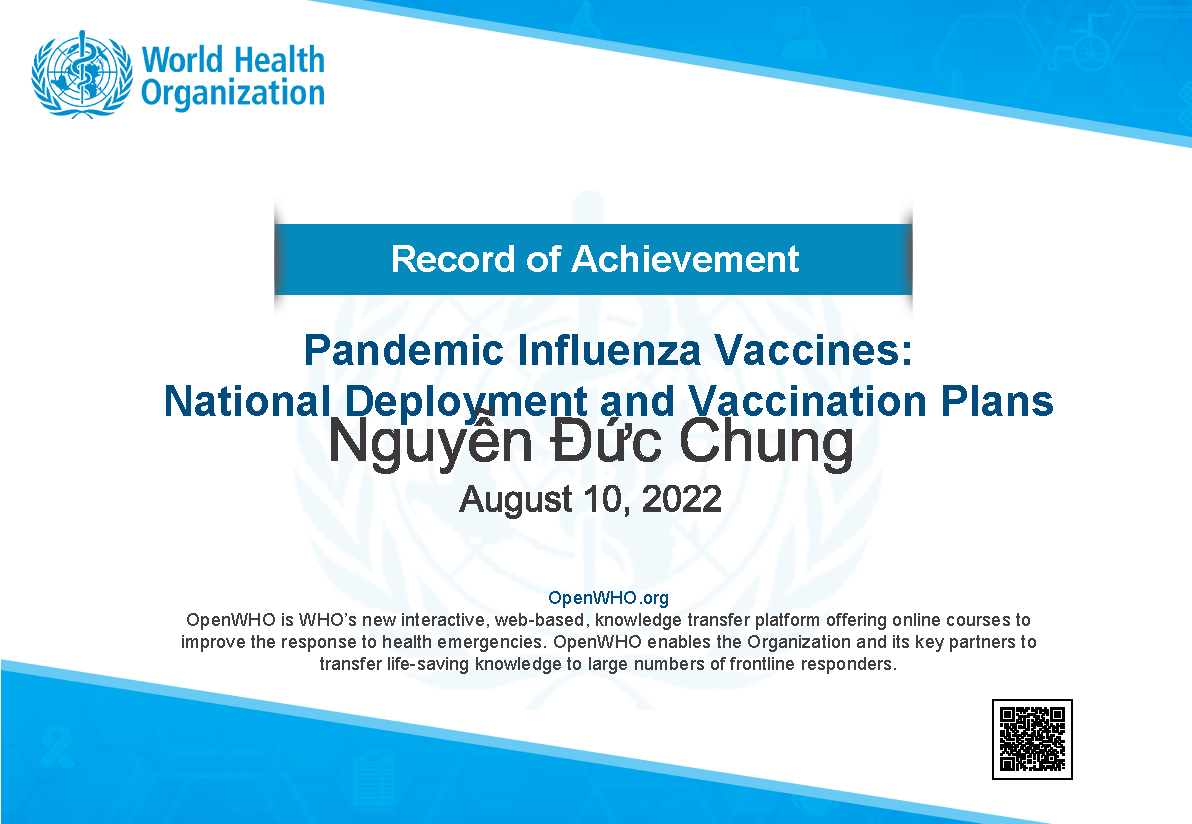 World Health
Organization
Record of Achievement
Pandemic Influenza Vaccines:
National Deployment and Vaccination Plans
Nguyễn Đức Chung
August 10, 2022
OpenWHO.org
OpenWHO is WHO’s new interactive, web-based, knowledge transfer platform offering online courses to
improve the response to health emergencies. OpenWHO enables the Organization and its key partners to
transfer life-saving knowledge to large numbers of frontline responders.